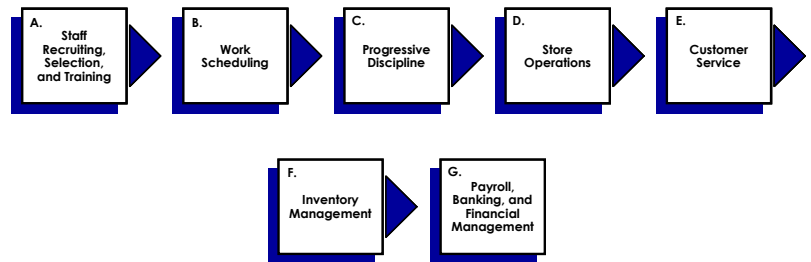 A.
Staff
Recruiting,
Selection,
and Training
B.
Work
Scheduling
C.
Progressive
Discipline
D.
Store
Operations
E.
Customer
Service
F.
Inventory
Management
G.
Payroll,
Banking, and
Financial
Management